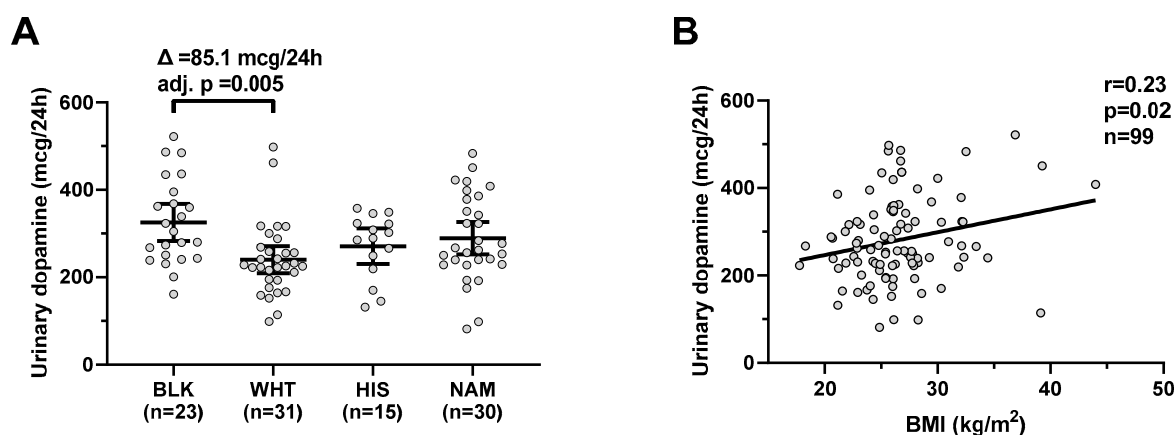 A
Δ =85.1 mcg/24h
adj. p =0.005
Urinary dopamine (mcg/24h)
600
400
200
0
BLK
(n=23)
WHT
(n=31)
HIS
(n=15)
NAM
(n=30)
B
r=0.23
p=0.02
n=99
Urinary dopamine (mcg/24h)
600
400
200
0
20
30
40
50
BMI (kg/m²)